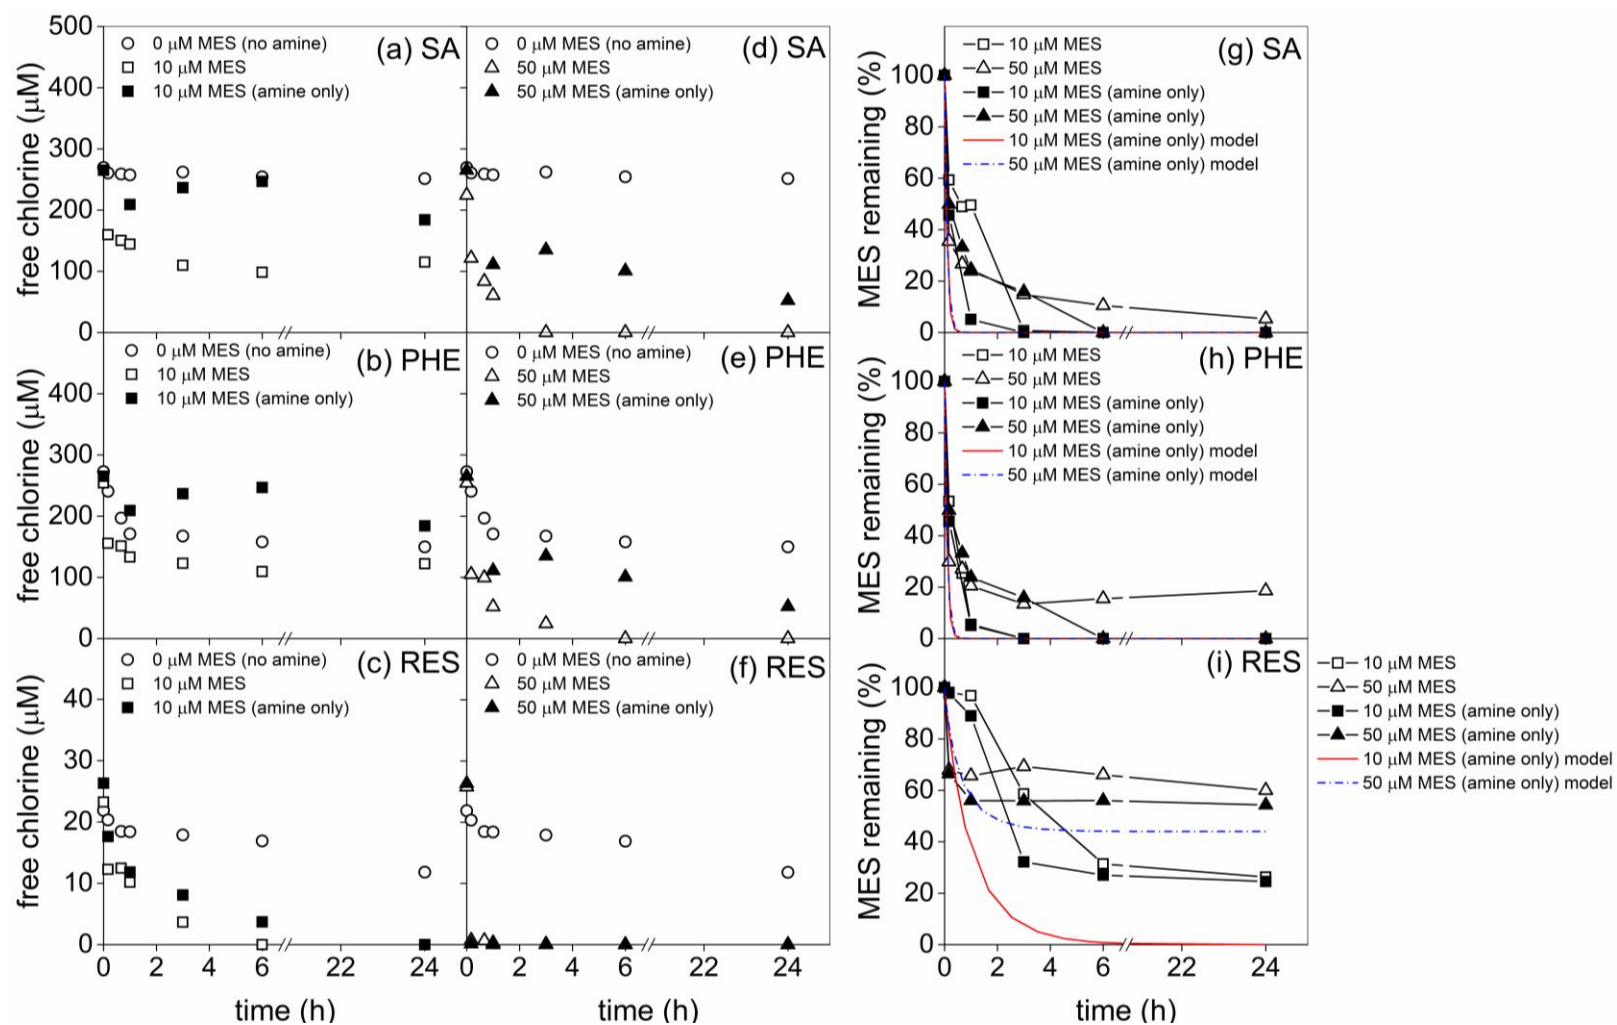 (a) SA
0 μM MES (no amine)
10 μM MES
10 μM MES (amine only)
free chlorine (μM)
500
400
300
200
100
0
(d) SA
0 μM MES (no amine)
50 μM MES
50 μM MES (amine only)
(g) SA
10 μM MES
50 μM MES
10 μM MES (amine only)
50 μM MES (amine only)
10 μM MES (amine only) model
50 μM MES (amine only) model
MES remaining (%)
100
80
60
40
20
0
(b) PHE
0 μM MES (no amine)
10 μM MES
10 μM MES (amine only)
free chlorine (μM)
400
300
200
100
0
(e) PHE
0 μM MES (no amine)
50 μM MES
50 μM MES (amine only)
(h) PHE
10 μM MES
50 μM MES
10 μM MES (amine only)
50 μM MES (amine only)
10 μM MES (amine only) model
50 μM MES (amine only) model
MES remaining (%)
100
80
60
40
20
0
(c) RES
0 μM MES (no amine)
10 μM MES
10 μM MES (amine only)
free chlorine (μM)
40
30
20
10
0
0 2 4 6 22 24
time (h)
(f) RES
0 μM MES (no amine)
50 μM MES
50 μM MES (amine only)
2 4 6 22 24
time (h)
(i) RES
MES remaining (%)
100
80
60
40
20
0
0 2 4 6 22 24
time (h)
10 μM MES
50 μM MES
10 μM MES (amine only)
50 μM MES (amine only)
10 μM MES (amine only) model
50 μM MES (amine only) model